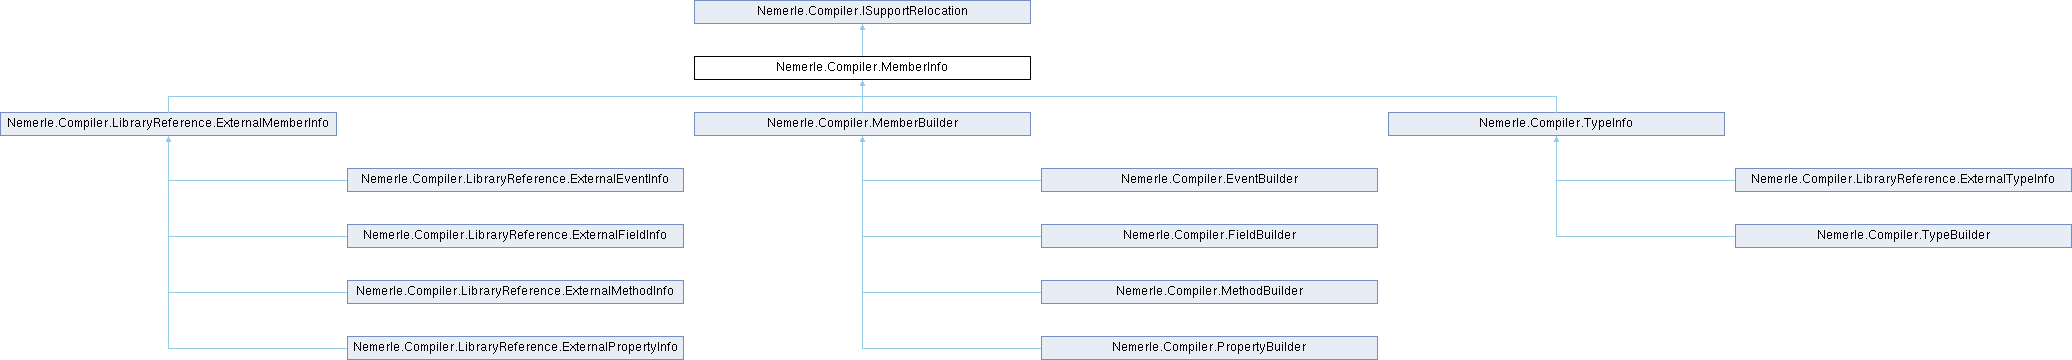 Nemerle.Compiler.ISupportRelocation
Nemerle.Compiler.MemberInfo
Nemerle.Compiler.LibraryReference.ExternalMemberInfo
Nemerle.Compiler.MemberBuilder
Nemerle.Compiler.TypeInfo
Nemerle.Compiler.LibraryReference.ExternalEventInfo
Nemerle.Compiler.EventBuilder
Nemerle.Compiler.LibraryReference.ExternalTypeInfo
Nemerle.Compiler.LibraryReference.ExternalFieldInfo
Nemerle.Compiler.FieldBuilder
Nemerle.Compiler.TypeBuilder
Nemerle.Compiler.LibraryReference.ExternalMethodInfo
Nemerle.Compiler.MethodBuilder
Nemerle.Compiler.LibraryReference.ExternalPropertyInfo
Nemerle.Compiler.PropertyBuilder